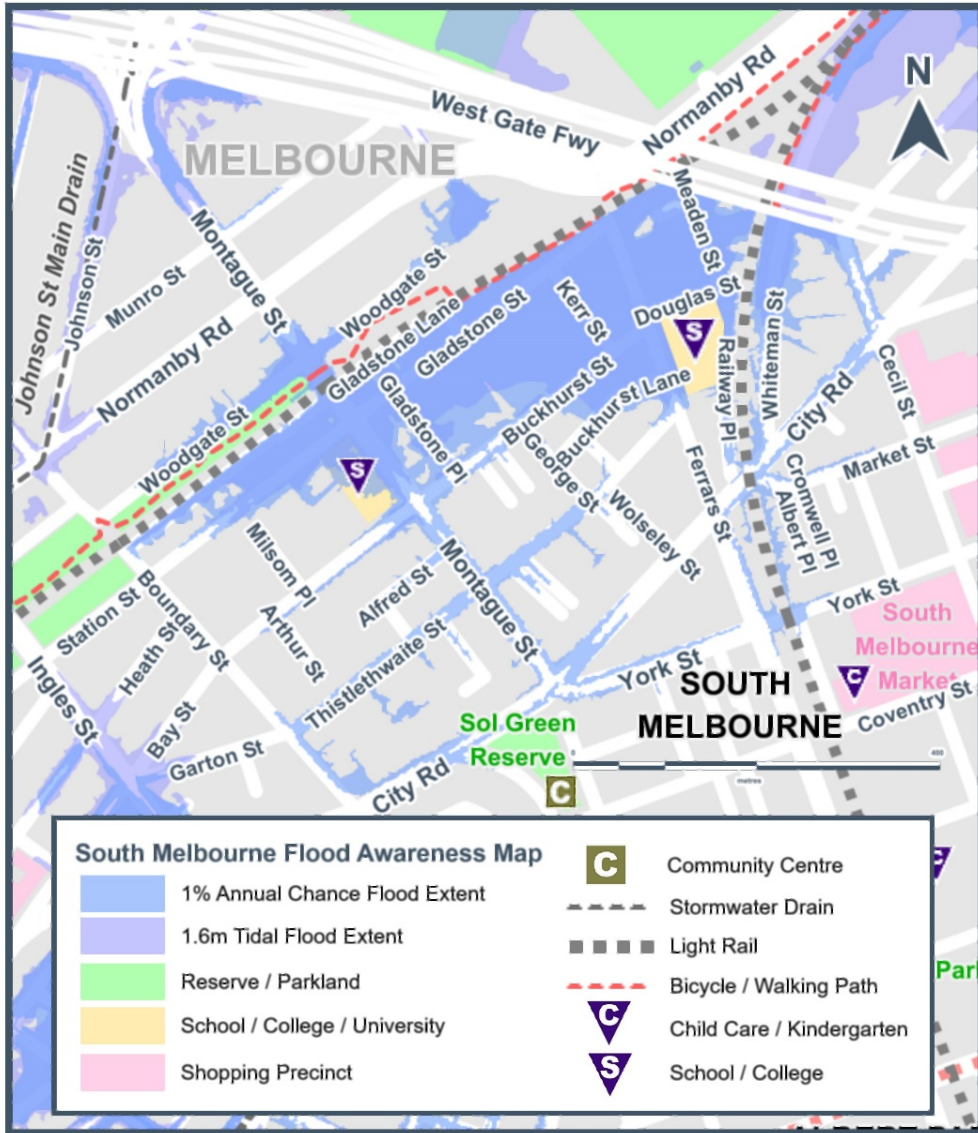 West Gate Fwy
Normanby Rd
N
MELBOURNE
Johnson St Main Drain
Johnson St
Munro St
Montague St
Normanby Rd
Woodgate St
Woodgate St
Gladstone Lane
Gladstone St
Gladstone Pl
Kerr St
Meaden St
Douglas St
S
Railway Pl
Whiteman St
City Rd
Cecil St
Market St
Buckhurst St
Buckhurst Lane
George St
Wolseley St
Ferrars St
Cromwell Pl
Albert Pl
S
Milsom Pl
Alfred St
Montague St
Station St
Boundary St
Heath St
Arthur St
Thistlethwaite St
Ingles St
Bay St
Garton St
City Rd
York St
York St
South
Melbourne
Market
C
Coventry St
SOUTH
MELBOURNE
Sol Green
Reserve
0
400
metres
C
C
Park
South Melbourne Flood Awareness Map
1% Annual Chance Flood Extent
1.6m Tidal Flood Extent
Reserve / Parkland
School / College / University
Shopping Precinct
C Community Centre
Stormwater Drain
Light Rail
Bicycle / Walking Path
C Child Care / Kindergarten
S School / College